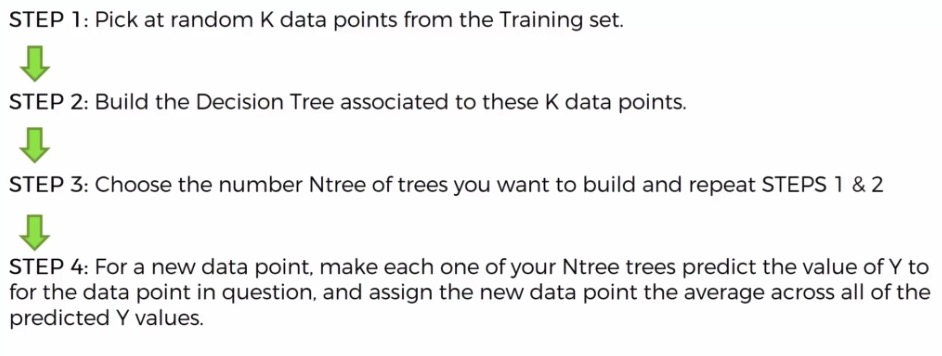 STEP 1: Pick at random K data points from the Training set.
STEP 2: Build the Decision Tree associated to these K data points.
STEP 3: Choose the number Ntree of trees you want to build and repeat STEPS 1 & 2
STEP 4: For a new data point, make each one of your Ntree trees predict the value of Y to
for the data point in question, and assign the new data point the average across all of the
predicted Y values.